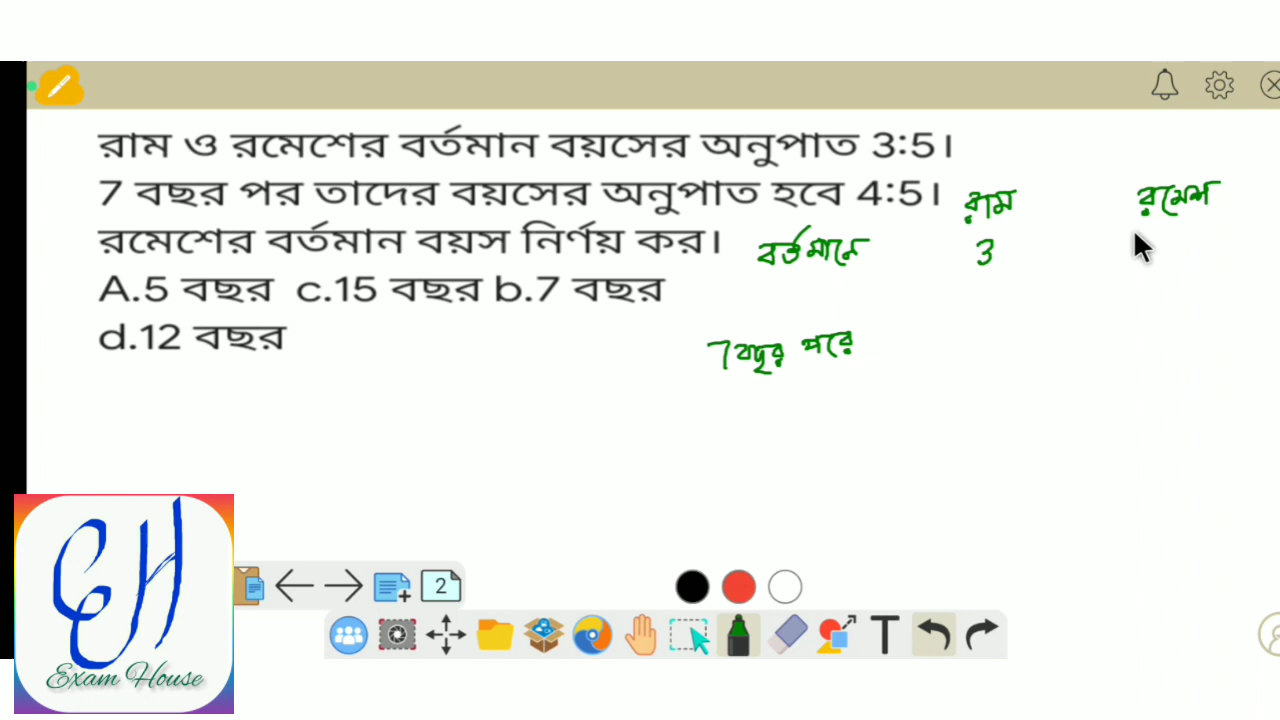 রাম ও রমেশের বর্তমান বয়সের অনুপাত 3:5।
7 বছর পর তাদের বয়সের অনুপাত হবে 4:5।
রমেশের বর্তমান বয়স নির্ণয় কর।
A.5 বছর c.15 বছর b.7 বছর
d.12 বছর
রাম রমেশ
বর্তমানে 3
7 বছর পরে
2
T
EH
Exam House